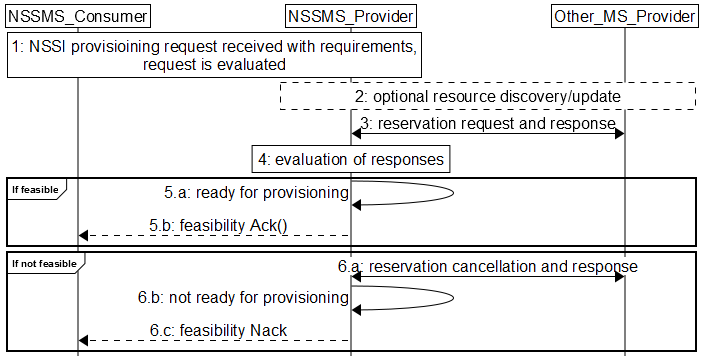 NSSMS_Consumer NSSMS_Provider Other_MS_Provider
1: NSSI provisioining request received with requirements,
request is evaluated
2: optional resource discovery/update
3: reservation request and response
4: evaluation of responses
If feasible
5.a: ready for provisioning
5.b: feasibility Ack()
If not feasible
6.a: reservation cancellation and response
6.b: not ready for provisioning
6.c: feasibility Nack